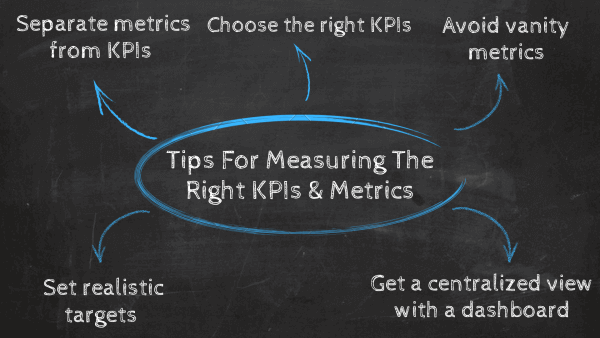 Separate metrics
from KPIs
Choose the right KPIs
Avoid vanity
metrics
Tips For Measuring The
Right KPIs & Metrics
Set realistic
targets
Get a centralized view
with a dashboard